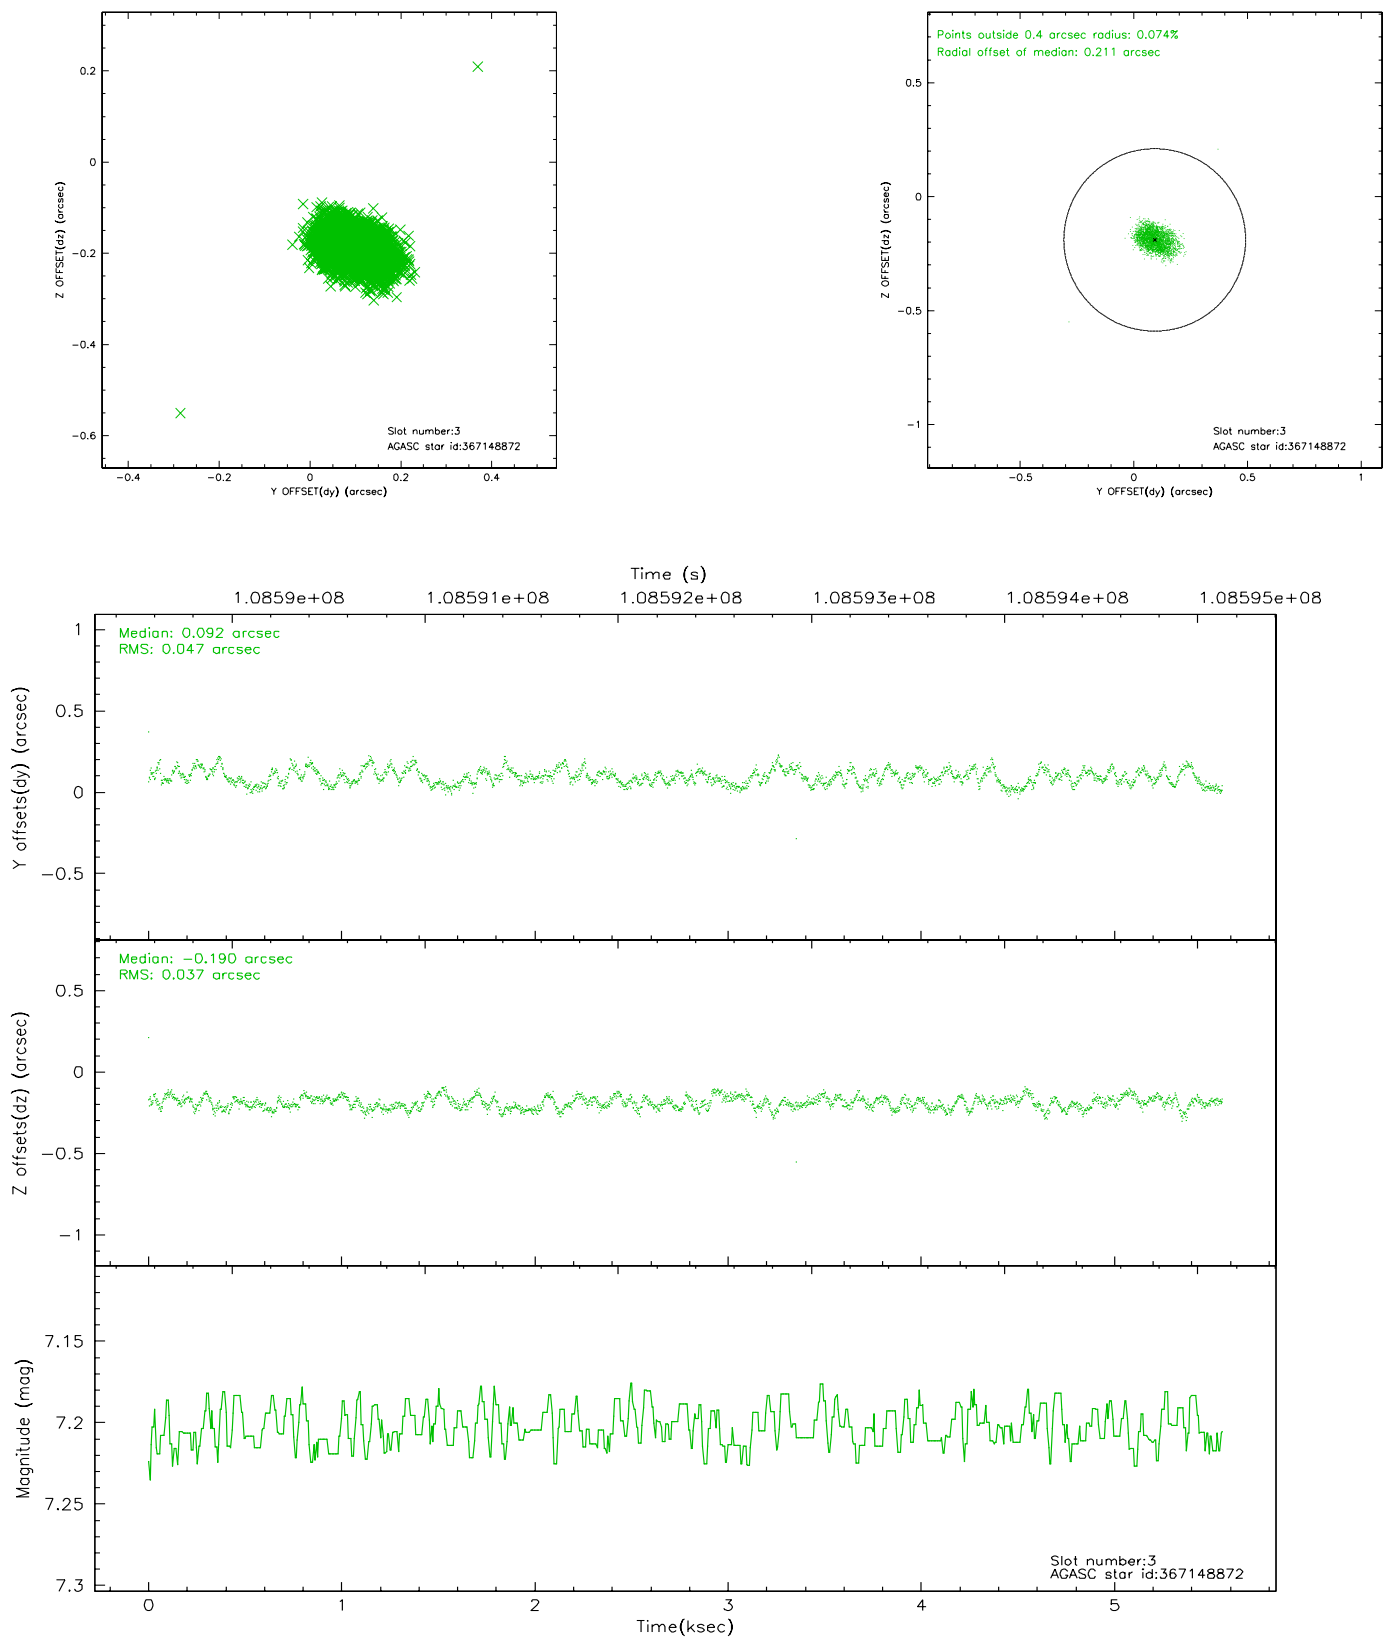 0.2
0
-0.2
-0.4
-0.6
Z OFFSET(dz) (arcsec)
Slot number:3
AGASC star id:367148872
-0.4 -0.2 0 0.2 0.4
Y OFFSET(dy) (arcsec)
Points outside 0.4 arcsec radius: 0.074%
Radial offset of median: 0.211 arcsec
0.5
0
-0.5
-1
Z OFFSET(dz) (arcsec)
Slot number:3
AGASC star id:367148872
-0.5 0 0.5 1
Y OFFSET(dy) (arcsec)
Time (s)
1.0859e+08 1.08591e+08 1.08592e+08 1.08593e+08 1.08594e+08 1.08595e+08
Median: 0.092 arcsec
RMS: 0.047 arcsec
1
0.5
0
-0.5
Y offsets(dy) (arcsec)
Median: -0.190 arcsec
RMS: 0.037 arcsec
0.5
0
-0.5
-1
Z offsets(dz) (arcsec)
7.15
7.2
7.25
7.3
Magnitude (mag)
Slot number:3
AGASC star id:367148872
0 1 2 3 4 5
Time(ksec)